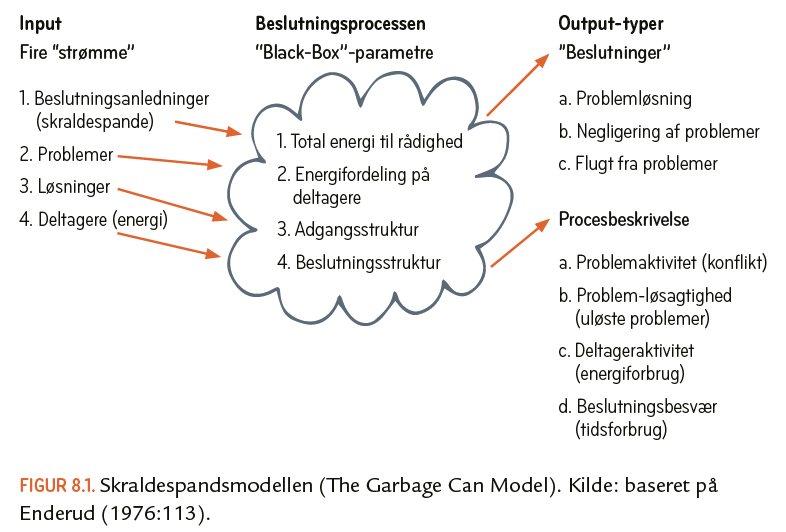 Input
Fire “strømme”
1. Beslutningsanledninger
(skraldespande)
2. Problemer
3. Løsninger
4. Deltagere (energi)
Beslutningsprocessen
“Black-Box”-parametre
1. Total energi til rådighed
2. Energifordeling på
deltagere
3. Adgangsstruktur
4. Beslutningsstruktur
Output-typer
”Beslutninger”
a. Problemløsning
b. Negligering af problemer
c. Flugt fra problemer
Procesbeskrivelse
a. Problemaktivitet (konflikt)
b. Problem-løsagtighed
(uløste problemer)
c. Deltageraktivitet
(energiforbrug)
d. Beslutningsbesvær
(tidsforbrug)
FIGUR 8.1. Skraldespandsmodellen (The Garbage Can Model). Kilde: baseret på
Enderud (1976:113).